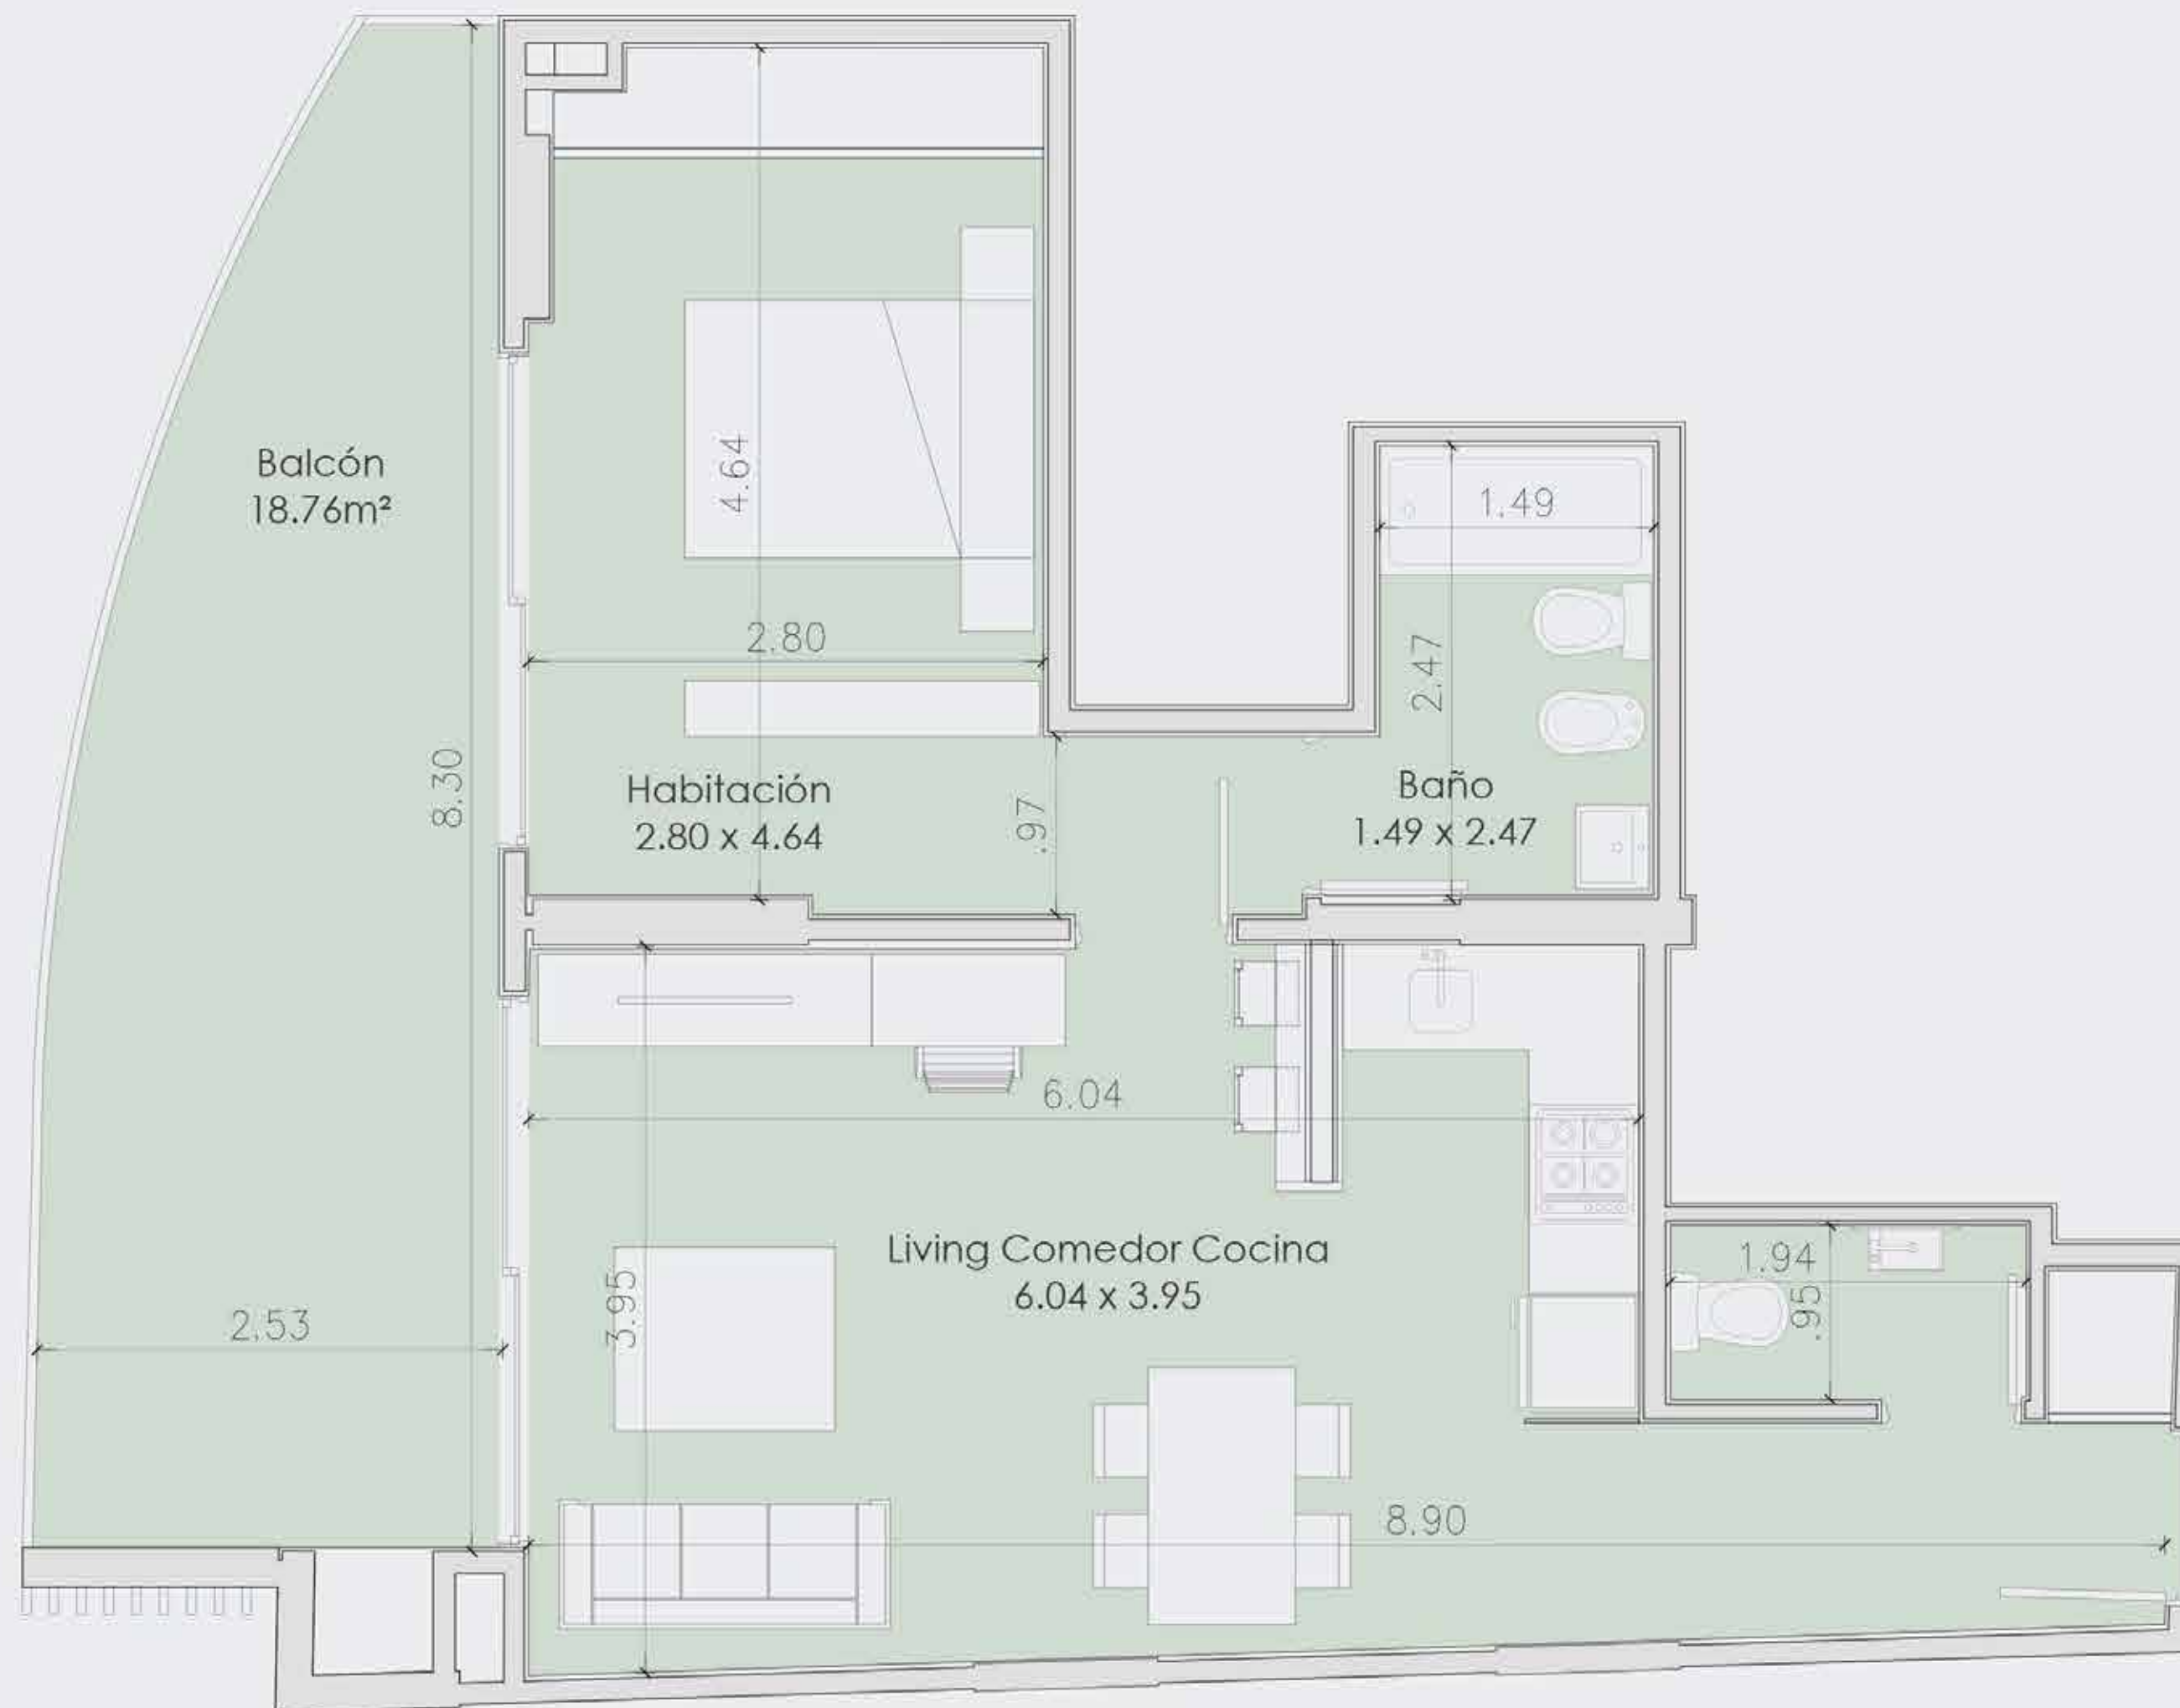 Balcón
18.76m²
8.30
2.53
4.64
2.80
Habitación
2.80 x 4.64
.97
1.49
2.47
Baño
1.49 x 2.47
6.04
3.95
Living Comedor Cocina
6.04 x 3.95
1.94
.95
8.90